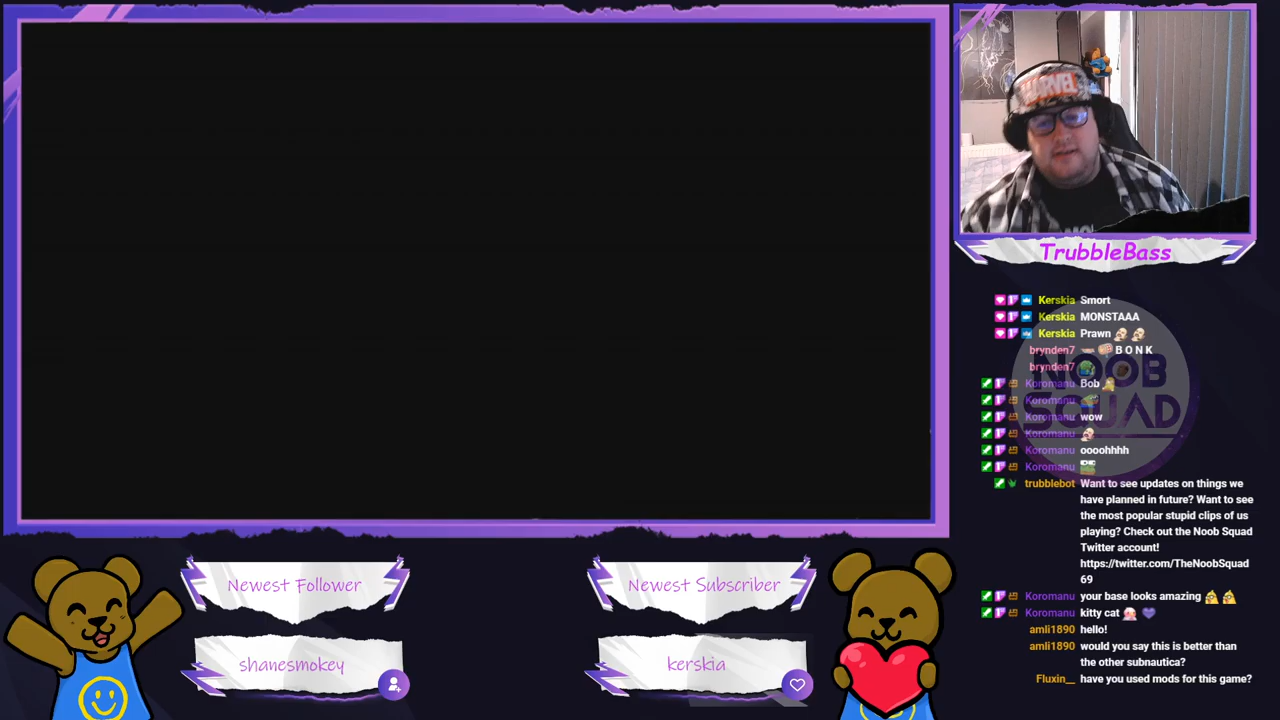 MARVEL
TrubbleBass
Kerskia Smort
Kerskia MONSTAAA
Kerskia Prawn
brynden7 B O N K
brynden7
Koromanu Bob
Koromanu
Koromanu wow
Koromanu
Koromanu oooohhhh
Koromanu
NOOB
SQUAD
trubblebot Want to see updates on things we
have planned in future? Want to see
the most popular stupid clips of us
playing? Check out the Noob Squad
Twitter account!
https://twitter.com/TheNoobSquad
69
Koromanu your base looks amazing
Koromanu kitty cat
amli1890 hello!
amli1890 would you say this is better than
the other subnautica?
Fluxin__ have you used mods for this game?
Newest Follower
shanesmokey
Newest Subscriber
kerskia